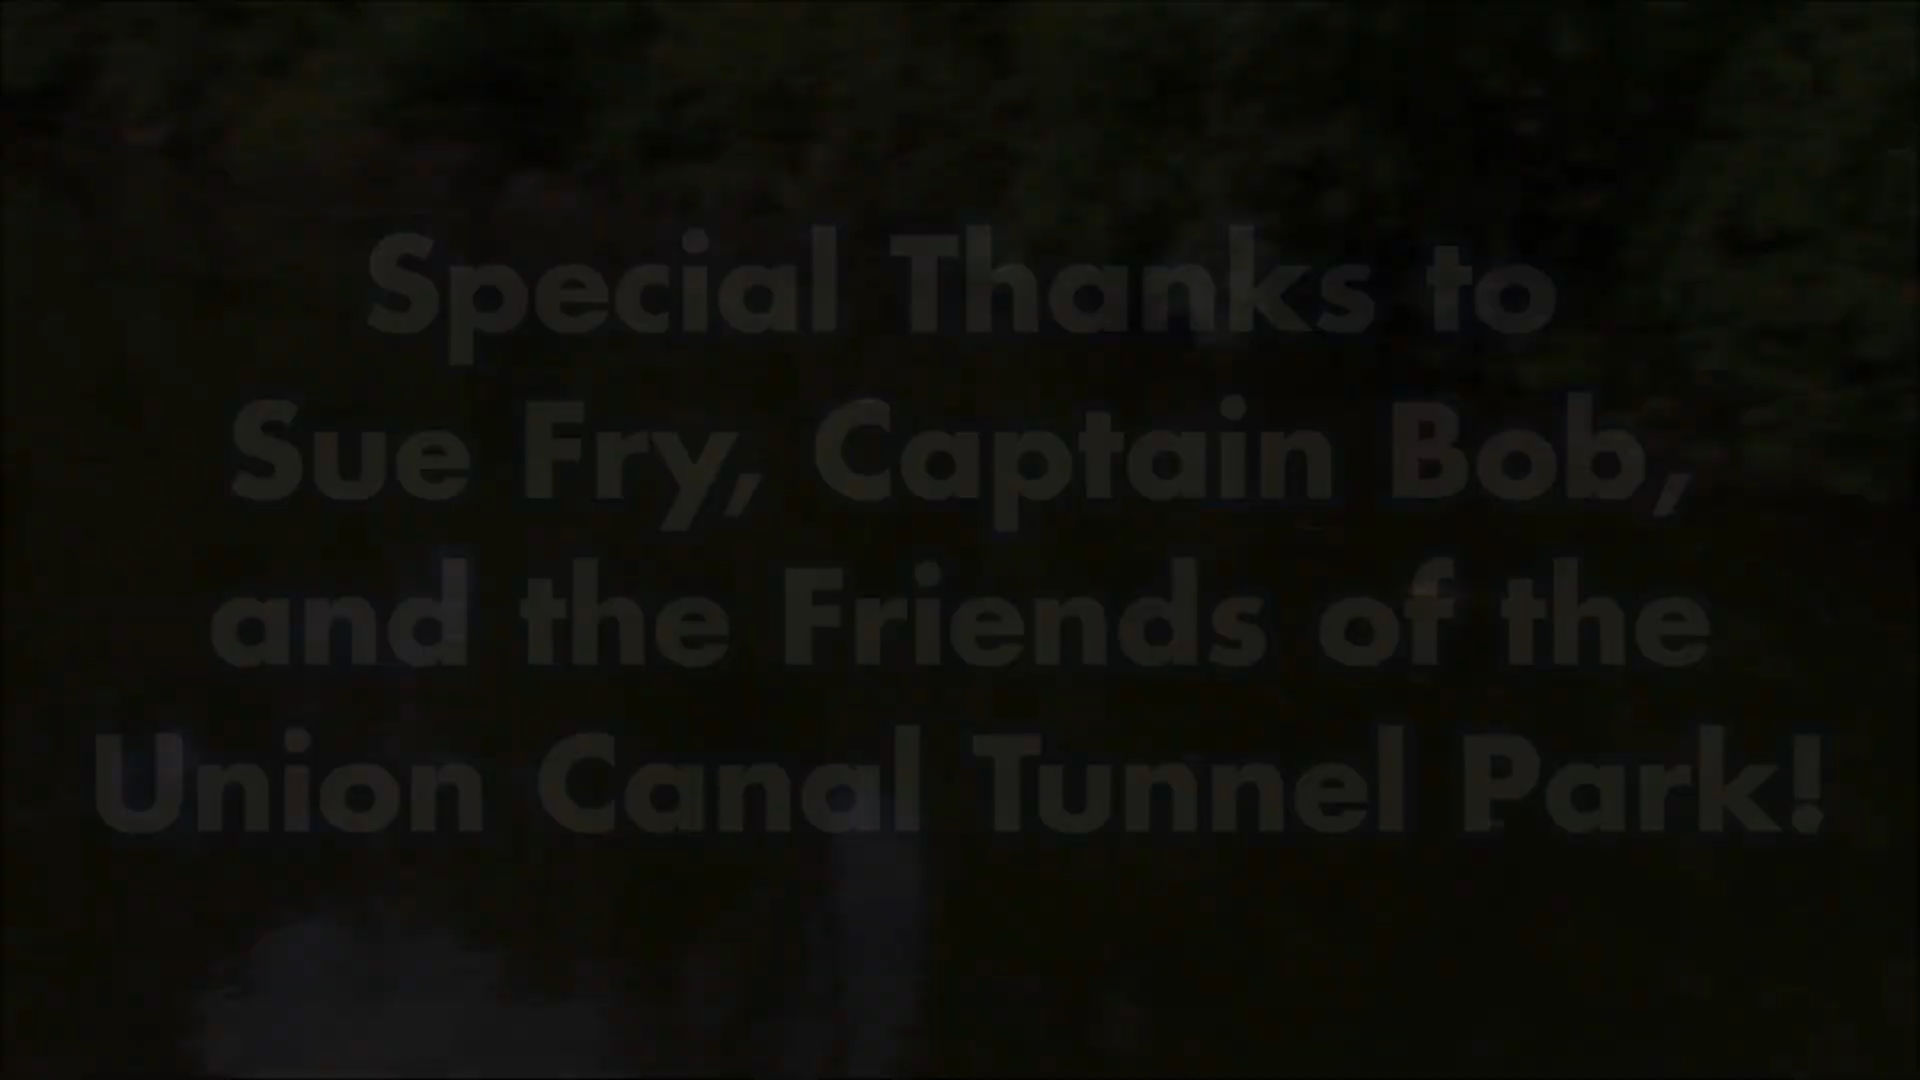 Special Thanks to
Sue Fry, Captain Bob,
and the Friends of the
Union Canal Tunnel Park!